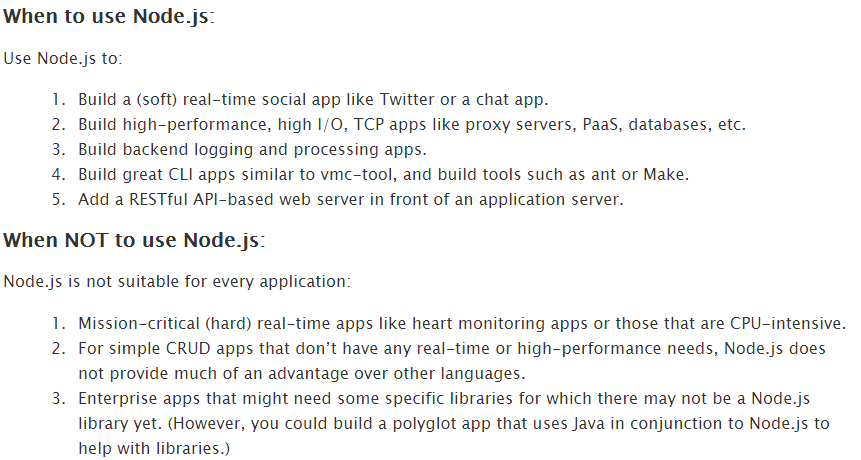 When to use Node.js:
Use Node.js to:
1. Build a (soft) real-time social app like Twitter or a chat app.
2. Build high-performance, high I/O, TCP apps like proxy servers, PaaS, databases, etc.
3. Build backend logging and processing apps.
4. Build great CLI apps similar to vmc-tool, and build tools such as ant or Make.
5. Add a RESTful API-based web server in front of an application server.
When NOT to use Node.js:
Node.js is not suitable for every application:
1. Mission-critical (hard) real-time apps like heart monitoring apps or those that are CPU-intensive.
2. For simple CRUD apps that don’t have any real-time or high-performance needs, Node.js does
not provide much of an advantage over other languages.
3. Enterprise apps that might need some specific libraries for which there may not be a Node.js
library yet. (However, you could build a polyglot app that uses Java in conjunction to Node.js to
help with libraries.)